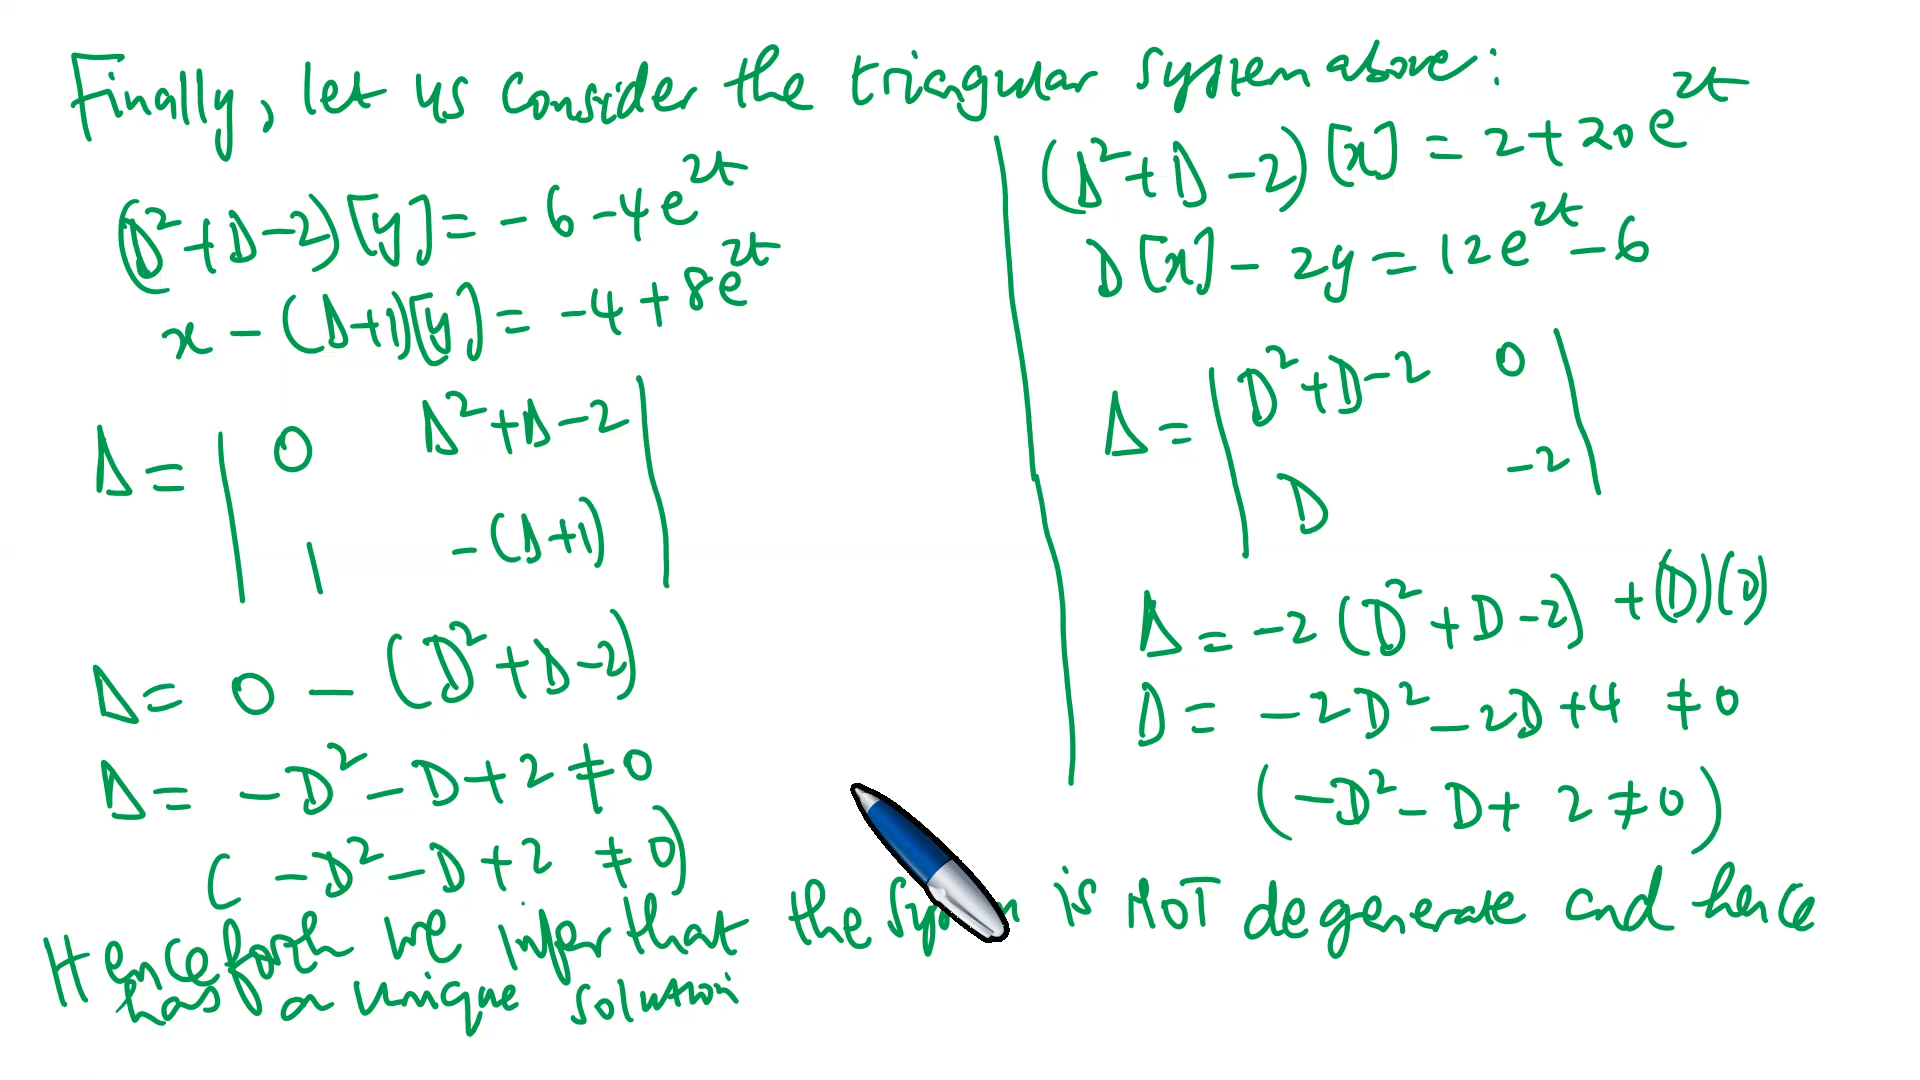 Finally, let us consider the triangular system above:
(D²+D-2)[y] = -6-4e^{2t}
x - (D+1)[y] = -4+8e^{2t}
Δ = | 0 D²+D-2 |
| 1 -(D+1) |
Δ = 0 - (D²+D-2)
Δ = -D²-D+2 ≠ 0
(-D²-D+2 ≠ 0)
(D²+D-2)[x] = 2+20e^{2t}
D[x] - 2y = 12e^{2t} - 6
Δ = | D²+D-2 0 |
| D -2 |
Δ = -2(D²+D-2) + (D)(0)
D = -2D²-2D+4 ≠ 0
(-D²-D+2 ≠ 0)
Henceforth we infer that the system is NOT degenerate and hence
has a unique solution